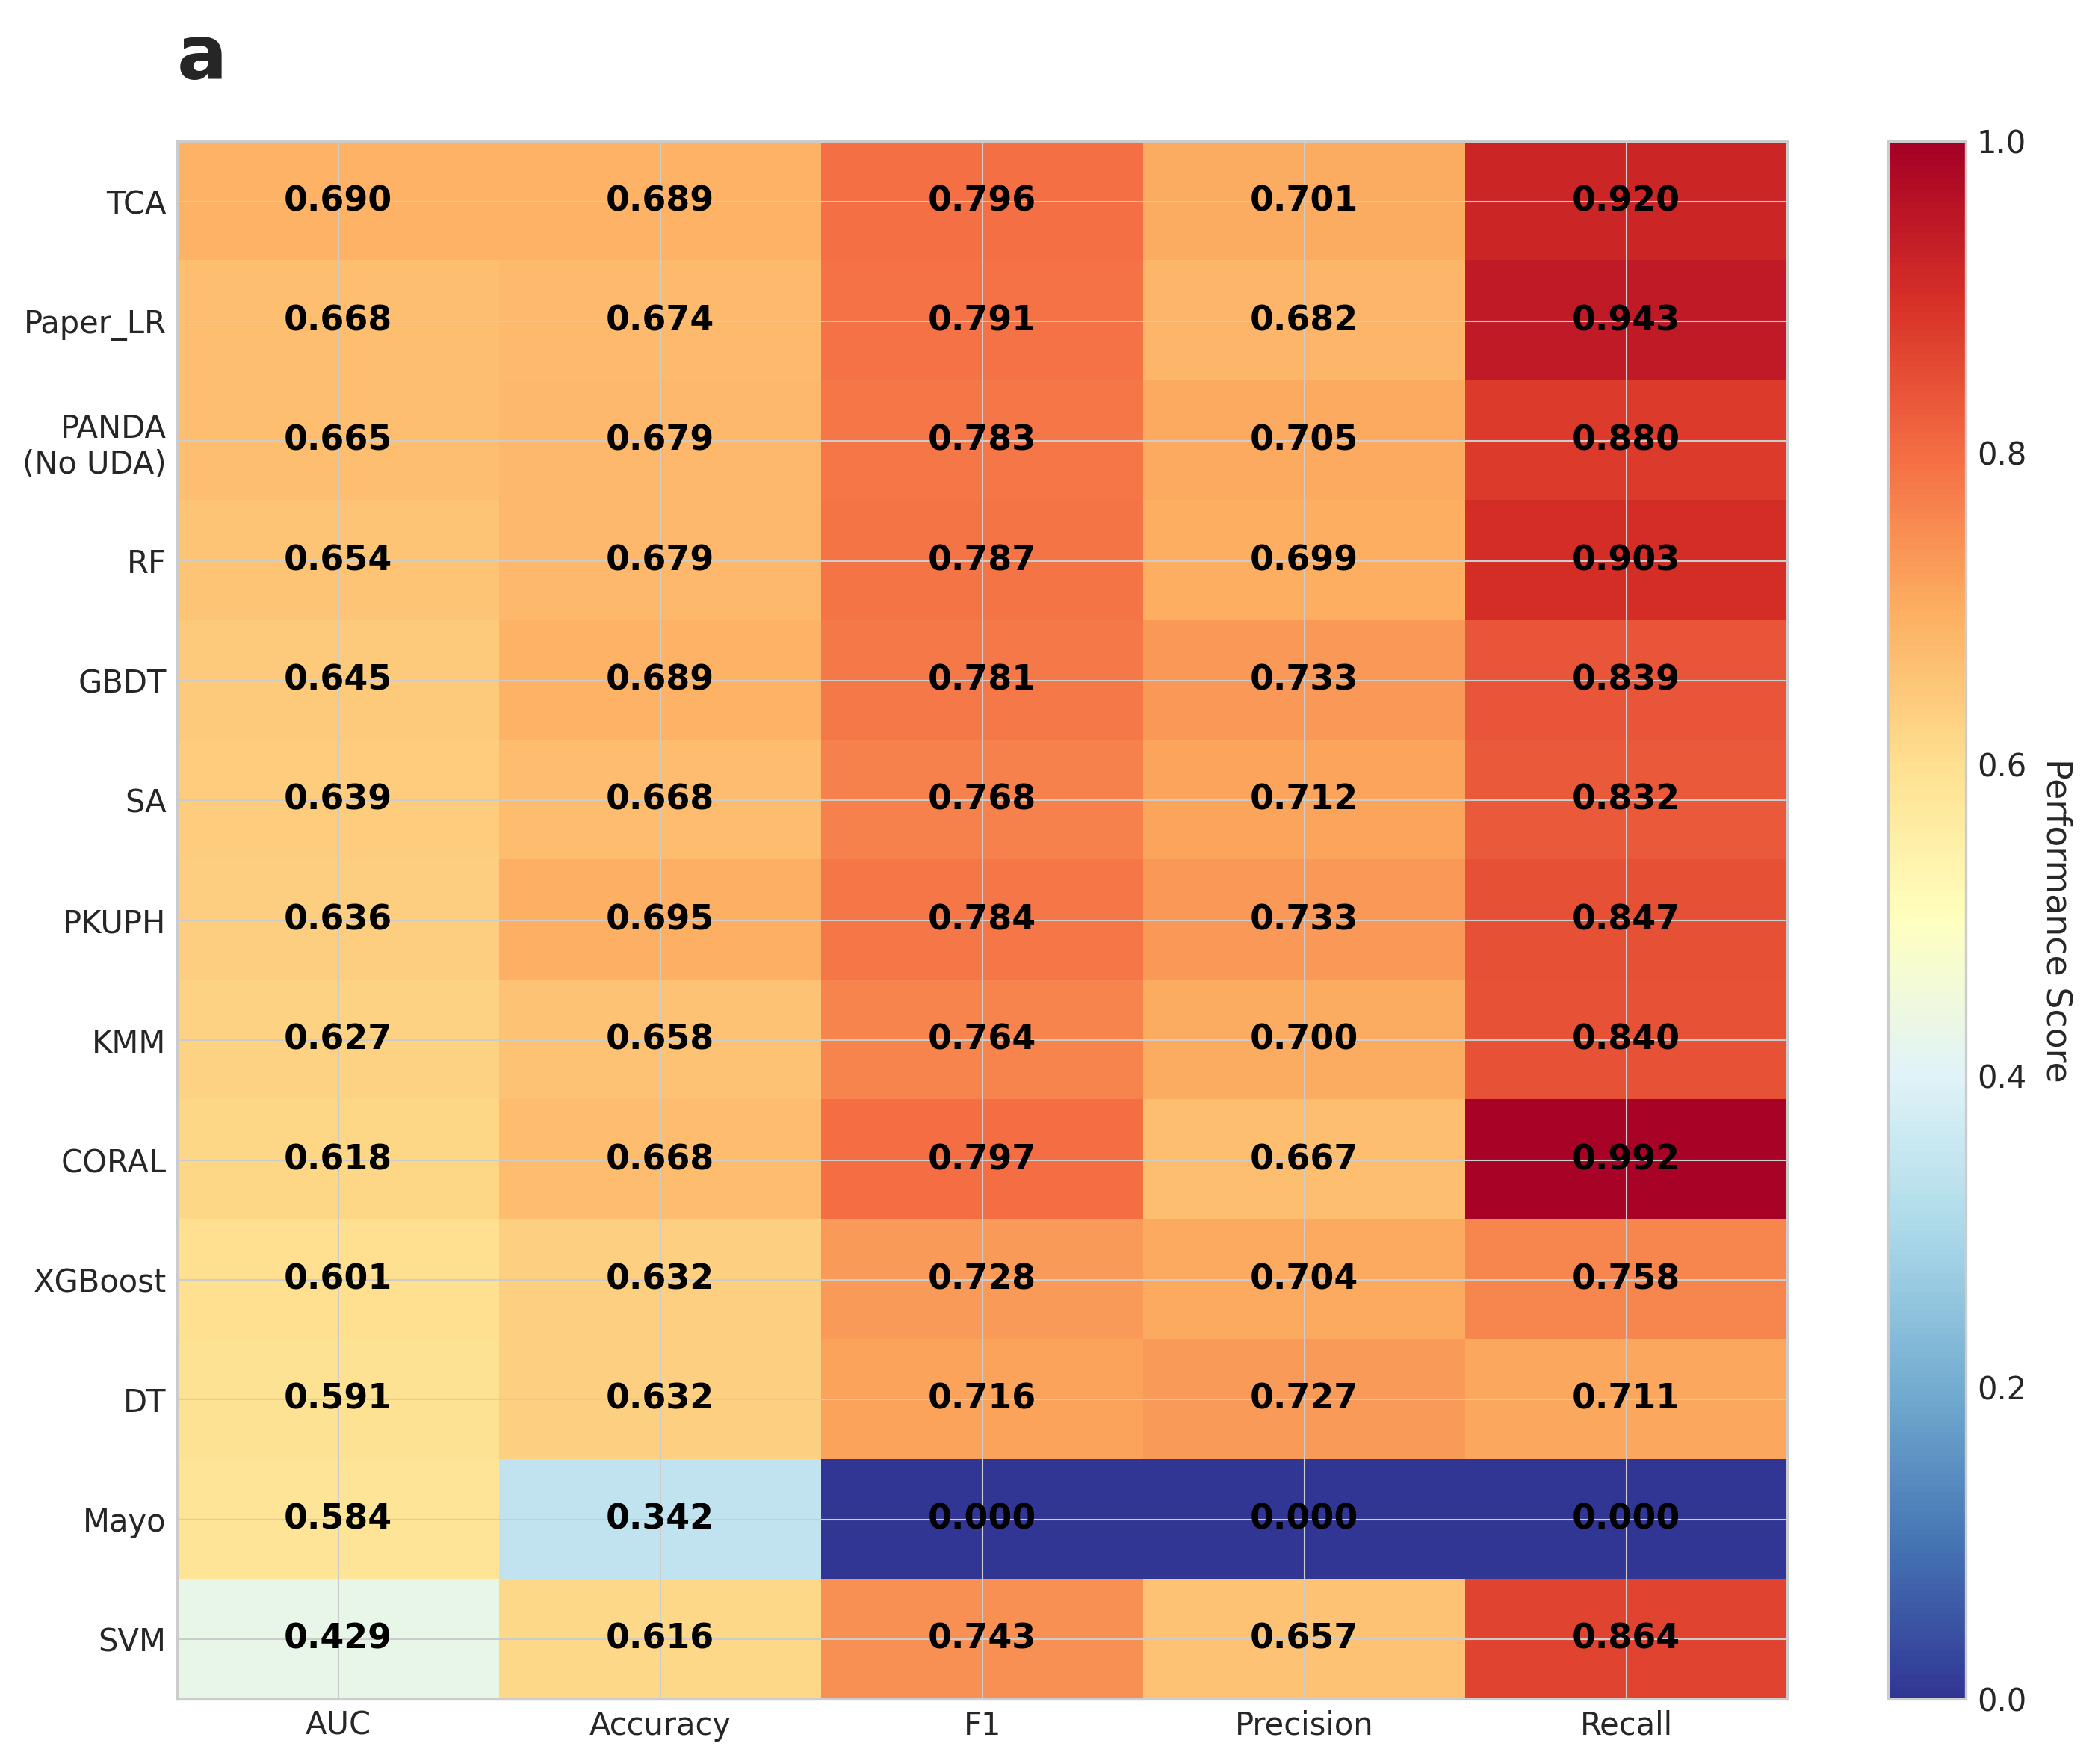 a
TCA 0.690 0.689 0.796 0.701 0.920
Paper_LR 0.668 0.674 0.791 0.682 0.943
PANDA
(No UDA) 0.665 0.679 0.783 0.705 0.880
RF 0.654 0.679 0.787 0.699 0.903
GBDT 0.645 0.689 0.781 0.733 0.839
SA 0.639 0.668 0.768 0.712 0.832
PKUPH 0.636 0.695 0.784 0.733 0.847
KMM 0.627 0.658 0.764 0.700 0.840
CORAL 0.618 0.668 0.797 0.667 0.992
XGBoost 0.601 0.632 0.728 0.704 0.758
DT 0.591 0.632 0.716 0.727 0.711
Mayo 0.584 0.342 0.000 0.000 0.000
SVM 0.429 0.616 0.743 0.657 0.864
AUC Accuracy F1 Precision Recall
1.0
0.8
0.6
0.4
0.2
0.0
Performance Score